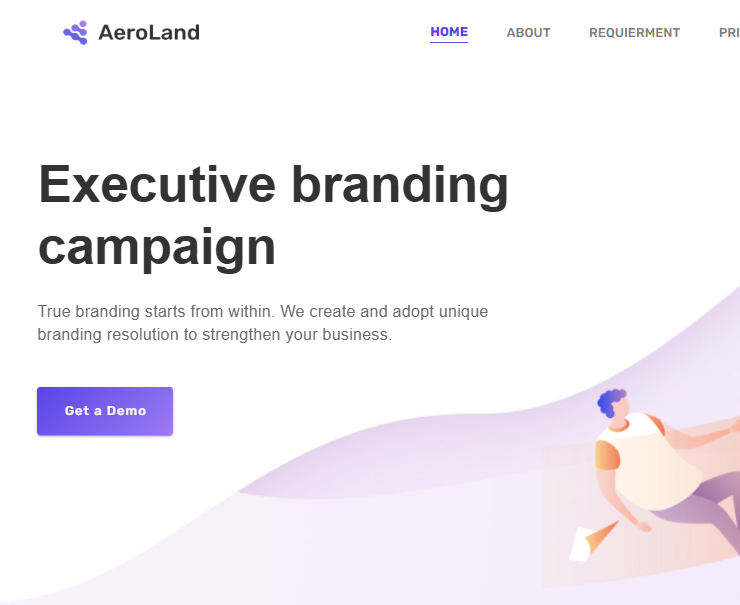 AeroLand
HOME ABOUT REQUIERMENT
Executive branding
campaign
True branding starts from within. We create and adopt unique
branding resolution to strengthen your business.
Get a Demo